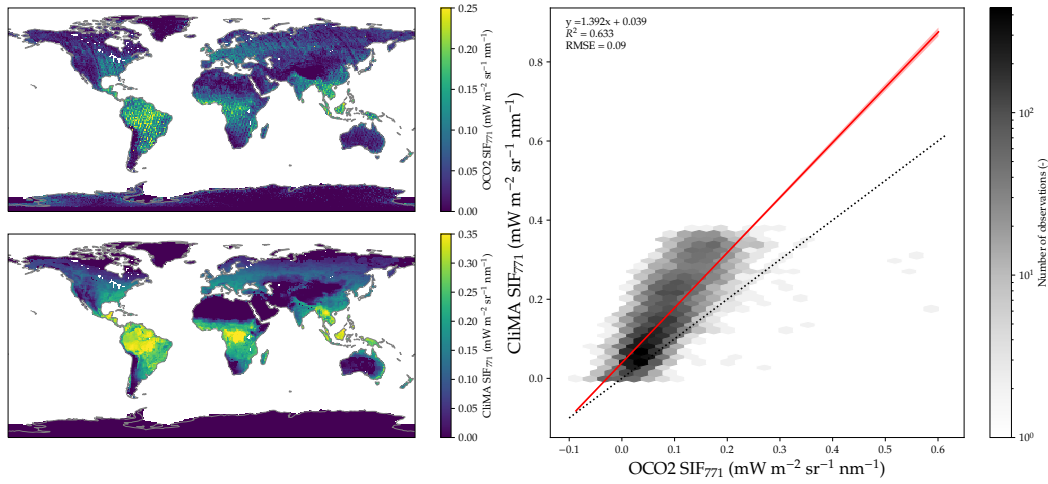 0.25
0.20
0.15
0.10
0.05
0.00
OCO2 SIF₇₇₁ (mW m⁻² sr⁻¹ nm⁻¹)
0.35
0.30
0.25
0.20
0.15
0.10
0.05
0.00
CliMA SIF₇₇₁ (mW m⁻² sr⁻¹ nm⁻¹)
y =1.392x + 0.039
R² = 0.633
RMSE = 0.09
0.8
0.6
0.4
0.2
0.0
CliMA SIF₇₇₁ (mW m⁻² sr⁻¹ nm⁻¹)
−0.1 0.0 0.1 0.2 0.3 0.4 0.5 0.6
OCO2 SIF₇₇₁ (mW m⁻² sr⁻¹ nm⁻¹)
10²
10¹
10⁰
Number of observations (-)